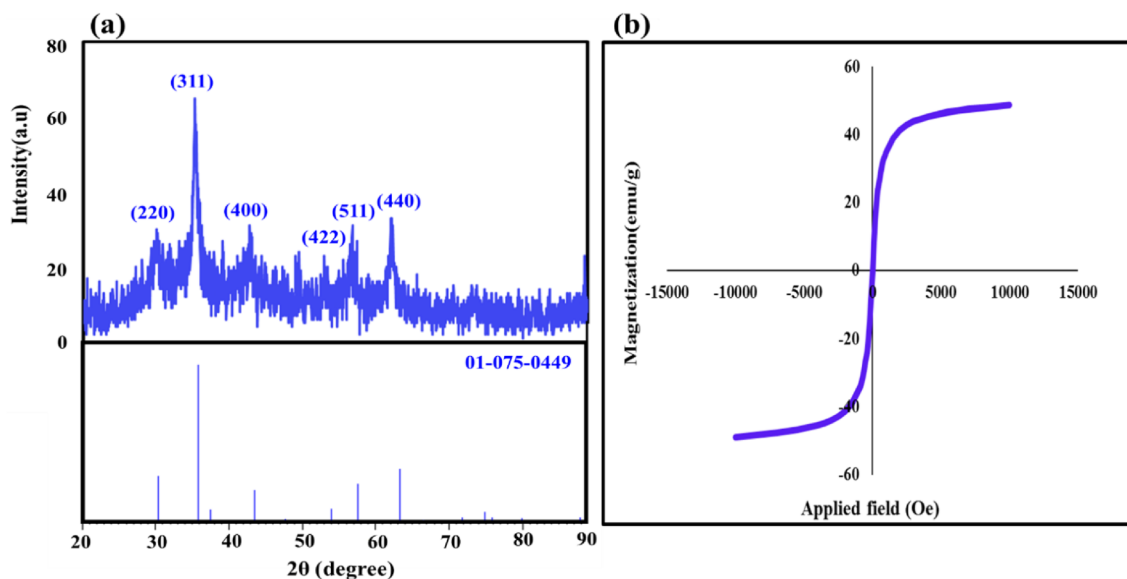 (a)
80
60
40
20
0
Intensity(a.u)
(220)
(311)
(400)
(422)
(511)
(440)
01-075-0449
20 30 40 50 60 70 80 90
2θ (degree)
(b)
60
40
20
0
-20
-40
-60
-15000 -10000 -5000 0 5000 10000 15000
Magnetization(emu/g)
Applied field (Oe)